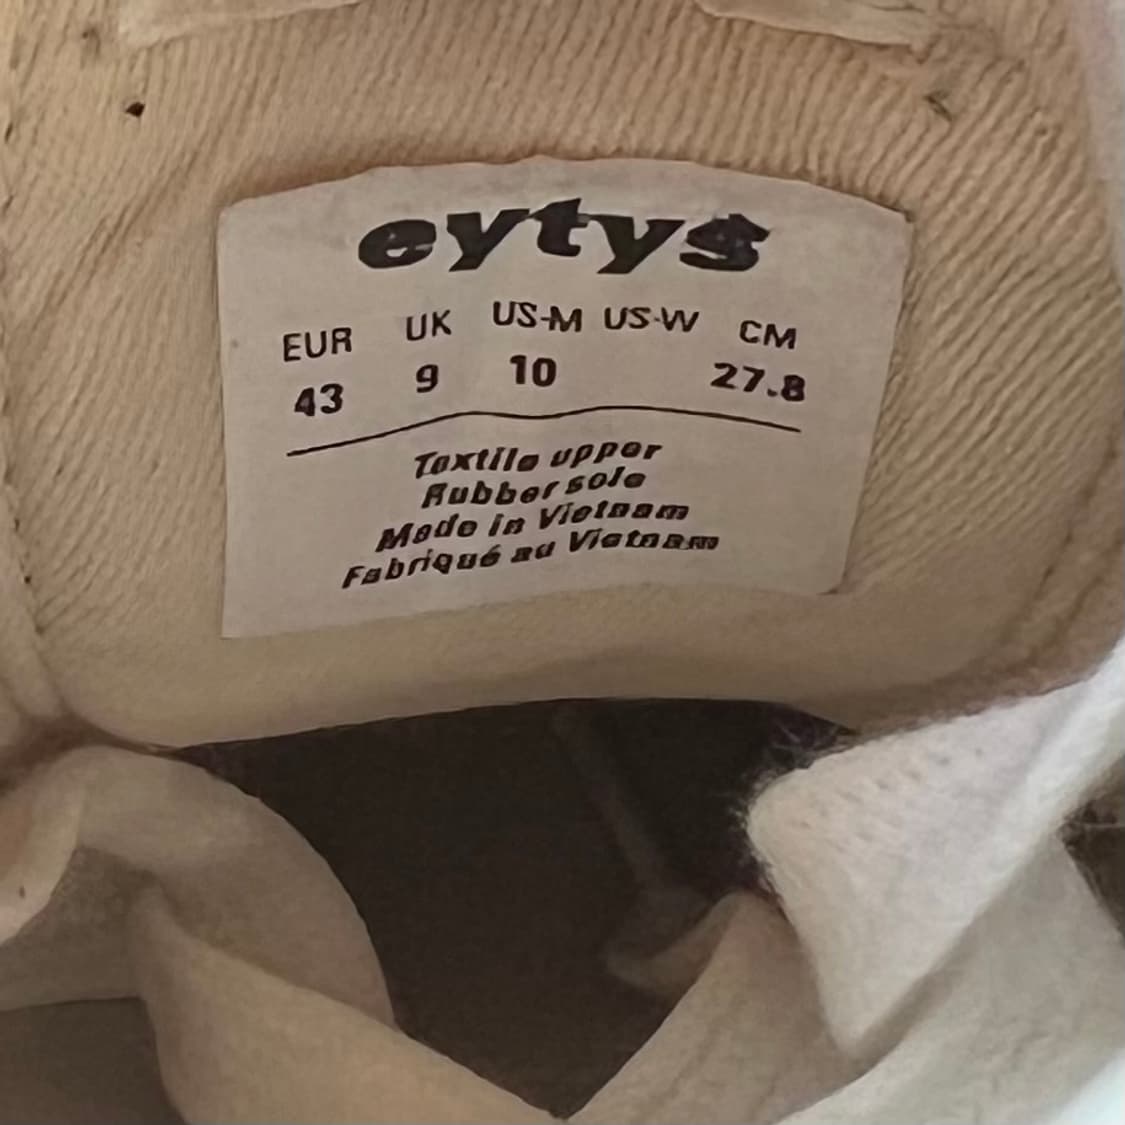 eytys
EUR UK US-M US-W CM
43 9 10 27.8
Textile upper
Rubber sole
Made in Vietnam
Fabriqué au Vietnam